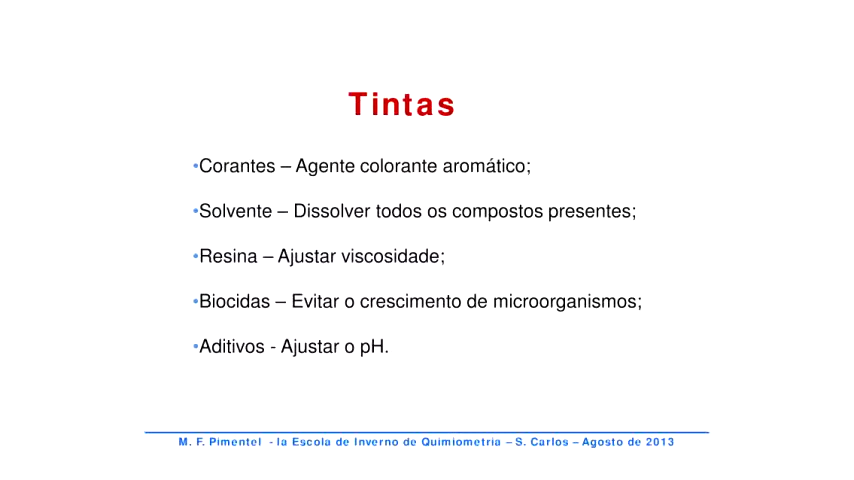 Tintas
•Corantes – Agente colorante aromático;
•Solvente – Dissolver todos os compostos presentes;
•Resina – Ajustar viscosidade;
•Biocidas – Evitar o crescimento de microorganismos;
•Aditivos - Ajustar o pH.
M. F. Pimentel - Ia Escola de Inverno de Quimiometria – S. Carlos – Agosto de 2013